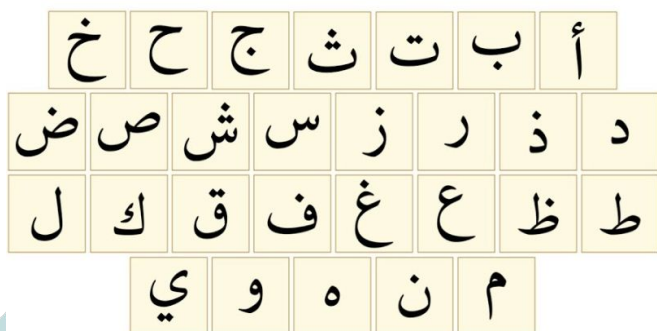 أ ب ت ث ج ح خ
د ذ ر ز س ش ص ض
ط ظ ع غ ف ق ك ل
م ن ه و ي